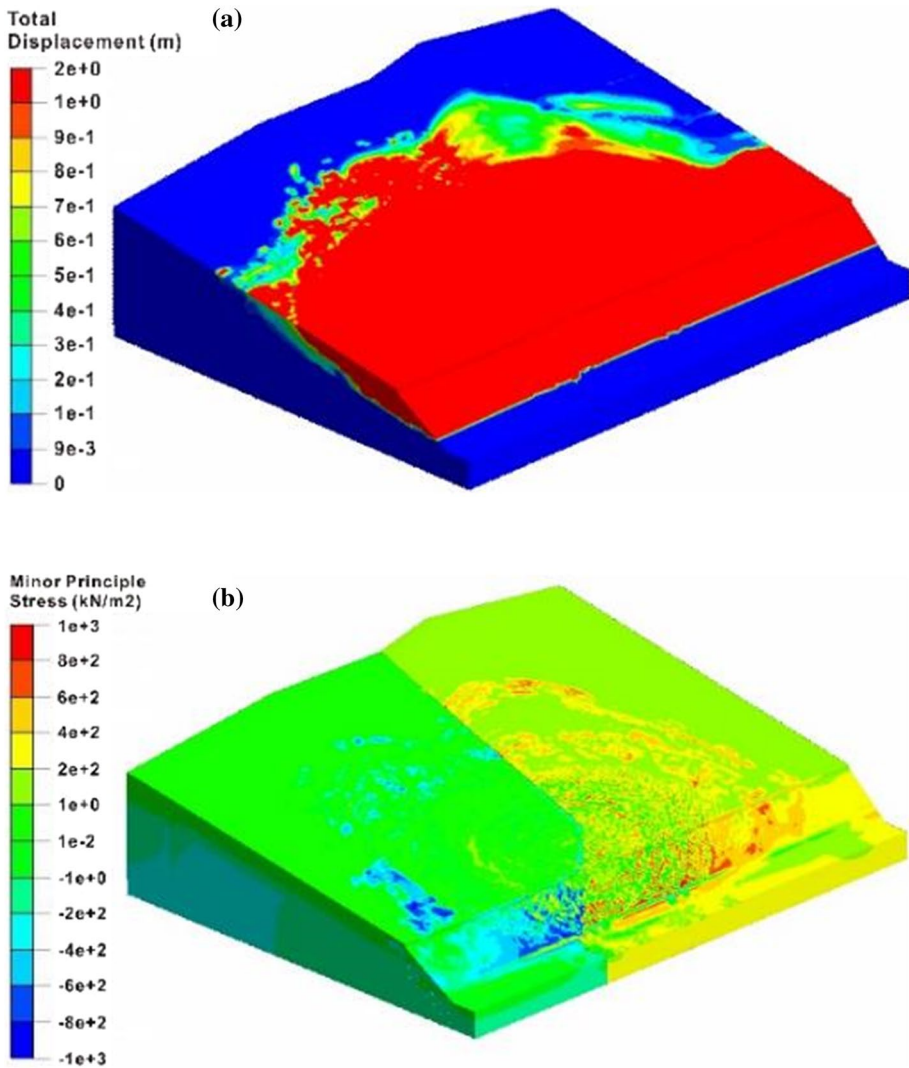 Total
Displacement (m)
(a)
2e+0
1e+0
9e-1
8e-1
7e-1
6e-1
5e-1
4e-1
3e-1
2e-1
1e-1
9e-3
0
Minor Principle
Stress (kN/m2)
(b)
1e+3
8e+2
6e+2
4e+2
2e+2
1e+0
1e-2
-1e+0
-2e+2
-4e+2
-6e+2
-8e+2
-1e+3